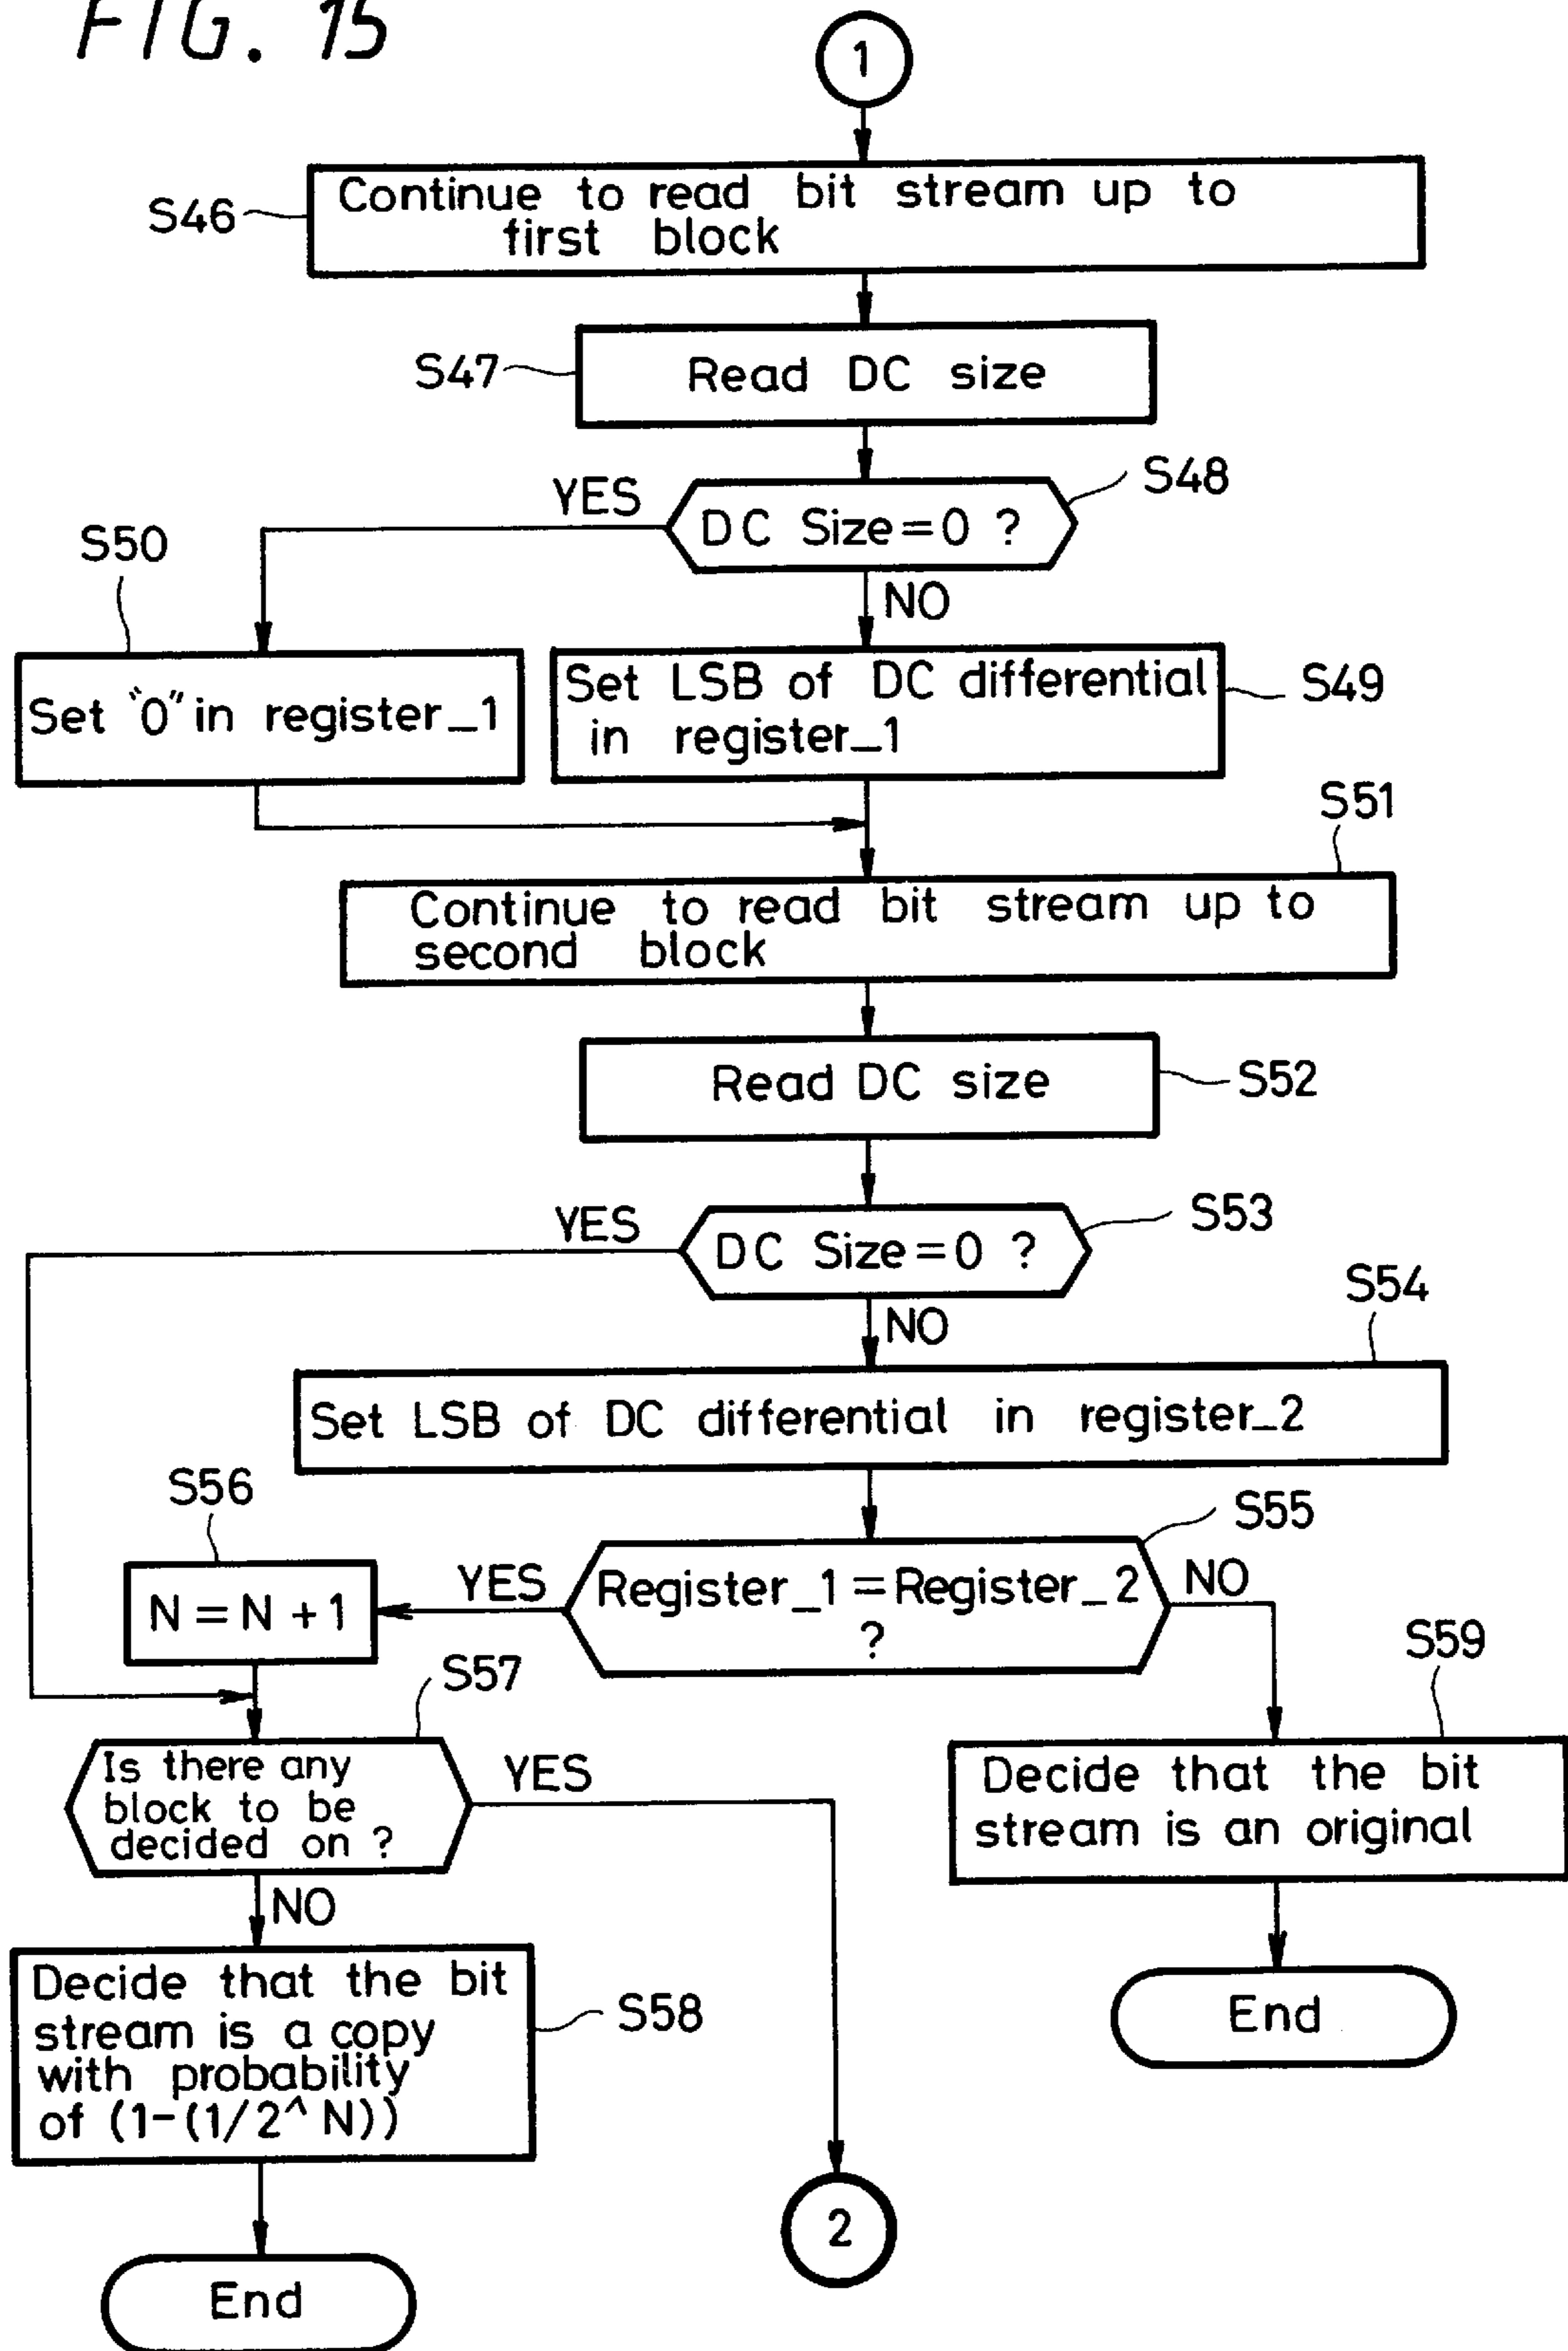 FIG. 15
1
S46
Continue to read bit stream up to
first block
S47
Read DC size
S48
YES
DC Size=0 ?
S50
NO
Set "0" in register_1
Set LSB of DC differential
in register_1
S49
S51
Continue to read bit stream up to
second block
Read DC size
S52
YES
DC Size=0 ?
S53
NO
S54
Set LSB of DC differential in register_2
S56
S55
N=N+1
YES
Register_1=Register_2
?
NO
S57
S59
Is there any
block to be
decided on ?
YES
Decide that the bit
stream is an original
NO
Decide that the bit
stream is a copy
with probability
of (1-(1/2^N))
S58
End
2
End